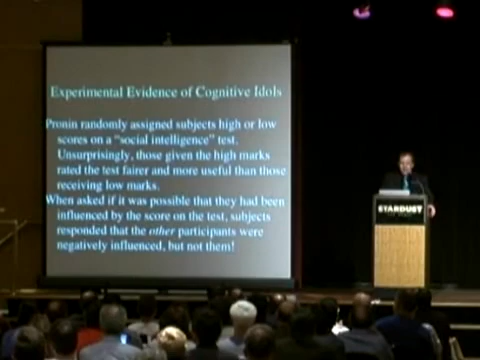 Experimental Evidence of Cognitive Idols
Pronin randomly assigned subjects high or low
scores on a “social intelligence” test.
Unsurprisingly, those given the high marks
rated the test fairer and more useful than those
receiving low marks.
When asked if it was possible that they had been
influenced by the score on the test, subjects
responded that the other participants were
negatively influenced, but not them!
STARDUST